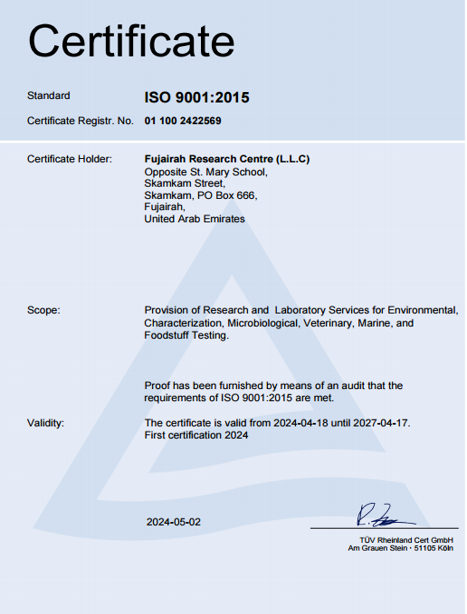 Certificate
Standard ISO 9001:2015
Certificate Registr. No. 01 100 2422569
Certificate Holder: Fujairah Research Centre (L.L.C)
Opposite St. Mary School,
Skamkam Street,
Skamkam, PO Box 666,
Fujairah,
United Arab Emirates
Scope: Provision of Research and Laboratory Services for Environmental,
Characterization, Microbiological, Veterinary, Marine, and
Foodstuff Testing.
Proof has been furnished by means of an audit that the
requirements of ISO 9001:2015 are met.
Validity: The certificate is valid from 2024-04-18 until 2027-04-17.
First certification 2024
2024-05-02
TÜV Rheinland Cert GmbH
Am Grauen Stein · 51105 Köln